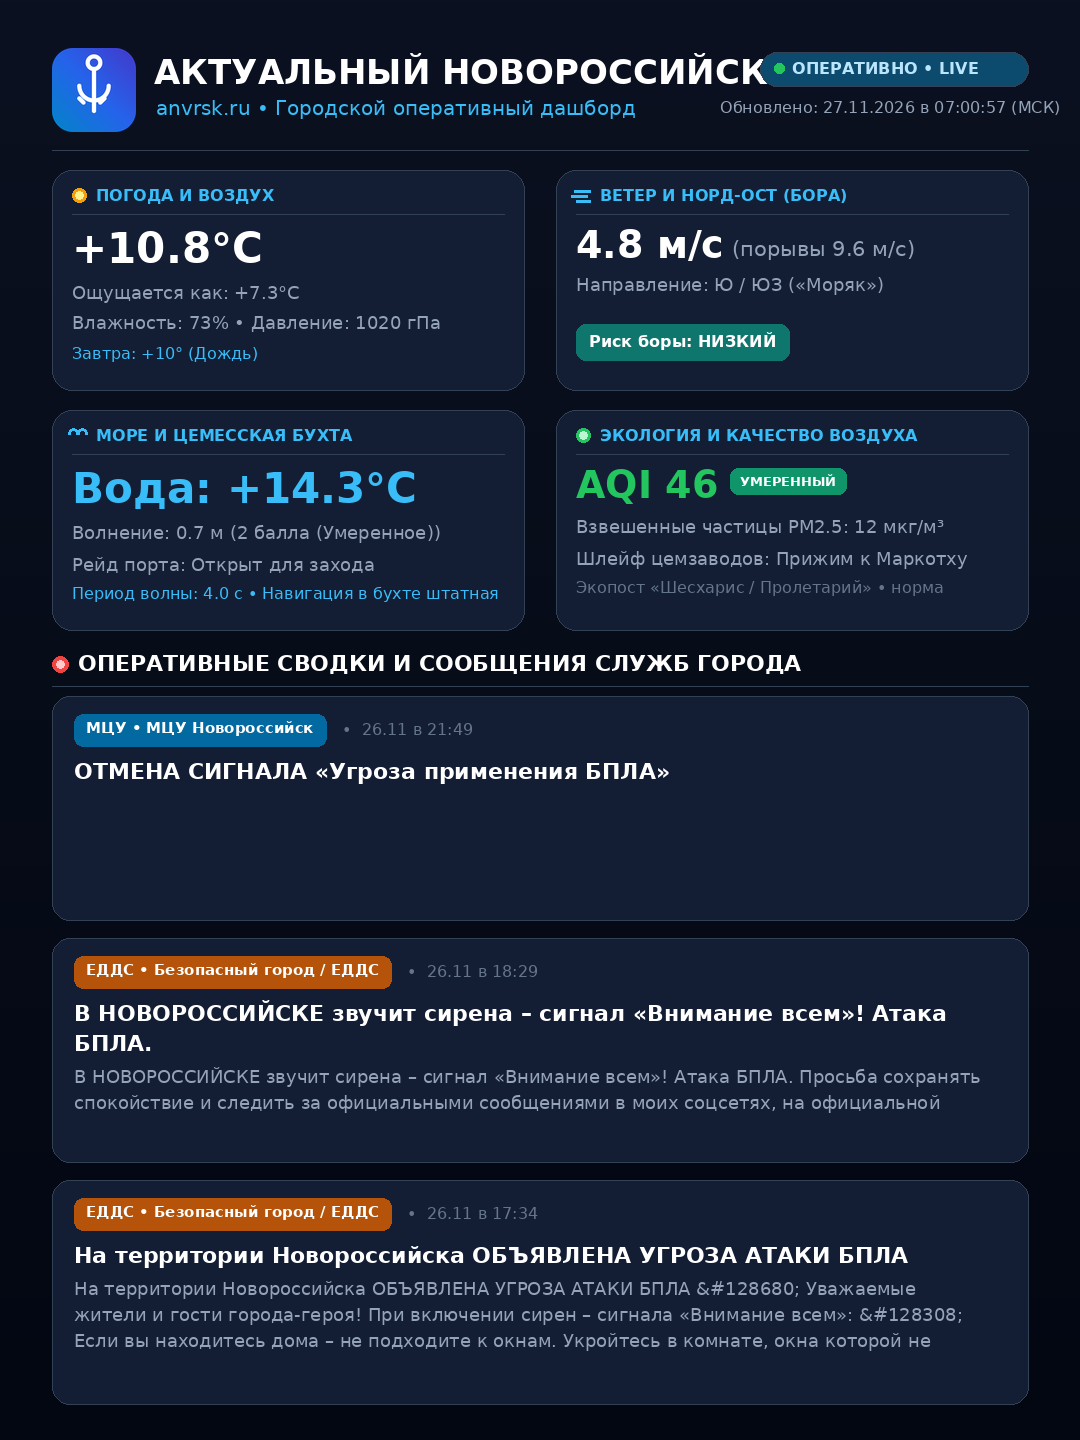 АКТУАЛЬНЫЙ НОВОРОССИЙСК
ОПЕРАТИВНО • LIVE
anvrsk.ru • Городской оперативный дашборд
Обновлено: 27.11.2026 в 07:00:57 (МСК)
ПОГОДА И ВОЗДУХ
+10.8°C
Ощущается как: +7.3°C
Влажность: 73% • Давление: 1020 гПа
Завтра: +10° (Дождь)
ВЕТЕР И НОРД-ОСТ (БОРА)
4.8 м/с (порывы 9.6 м/с)
Направление: Ю / ЮЗ («Моряк»)
Риск боры: НИЗКИЙ
МОРЕ И ЦЕМЕССКАЯ БУХТА
Вода: +14.3°C
Волнение: 0.7 м (2 балла (Умеренное))
Рейд порта: Открыт для захода
Период волны: 4.0 с • Навигация в бухте штатная
ЭКОЛОГИЯ И КАЧЕСТВО ВОЗДУХА
AQI 46 УМЕРЕННЫЙ
Взвешенные частицы PM2.5: 12 мкг/м³
Шлейф цемзаводов: Прижим к Маркотху
Экопост «Шесхарис / Пролетарий» • норма
ОПЕРАТИВНЫЕ СВОДКИ И СООБЩЕНИЯ СЛУЖБ ГОРОДА
МЦУ • МЦУ Новороссийск • 26.11 в 21:49
ОТМЕНА СИГНАЛА «Угроза применения БПЛА»
ЕДДС • Безопасный город / ЕДДС • 26.11 в 18:29
В НОВОРОССИЙСКЕ звучит сирена – сигнал «Внимание всем»! Атака
БПЛА.
В НОВОРОССИЙСКЕ звучит сирена – сигнал «Внимание всем»! Атака БПЛА. Просьба сохранять
спокойствие и следить за официальными сообщениями в моих соцсетях, на официальной
ЕДДС • Безопасный город / ЕДДС • 26.11 в 17:34
На территории Новороссийска ОБЪЯВЛЕНА УГРОЗА АТАКИ БПЛА
На территории Новороссийска ОБЪЯВЛЕНА УГРОЗА АТАКИ БПЛА &#128680; Уважаемые
жители и гости города-героя! При включении сирен – сигнала «Внимание всем»: &#128308;
Если вы находитесь дома – не подходите к окнам. Укройтесь в комнате, окна которой не